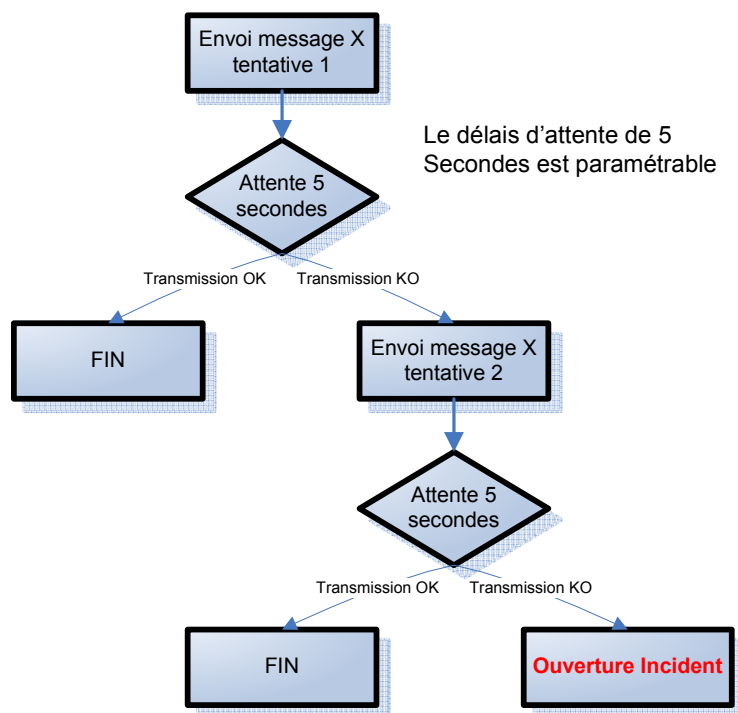 Envoi message X
tentative 1
Le délais d'attente de 5
Secondes est paramétrable
Attente 5
secondes
Transmission OK
Transmission KO
FIN
Envoi message X
tentative 2
Attente 5
secondes
Transmission OK
Transmission KO
FIN
Ouverture Incident